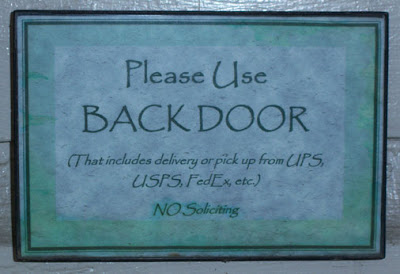 Please Use
BACK DOOR
(That includes delivery or pick up from UPS,
USPS, FedEx, etc.)
NO Soliciting